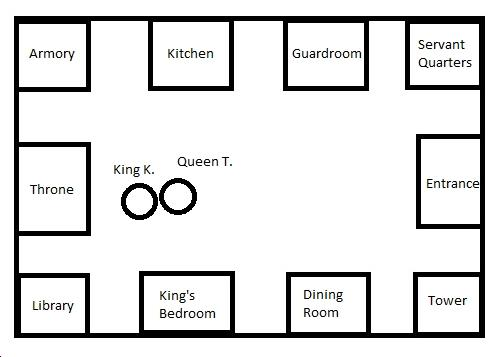 Armory
Kitchen
Guardroom
Servant
Quarters
King K.
Queen T.
Throne
Entrance
Library
King's
Bedroom
Dining
Room
Tower